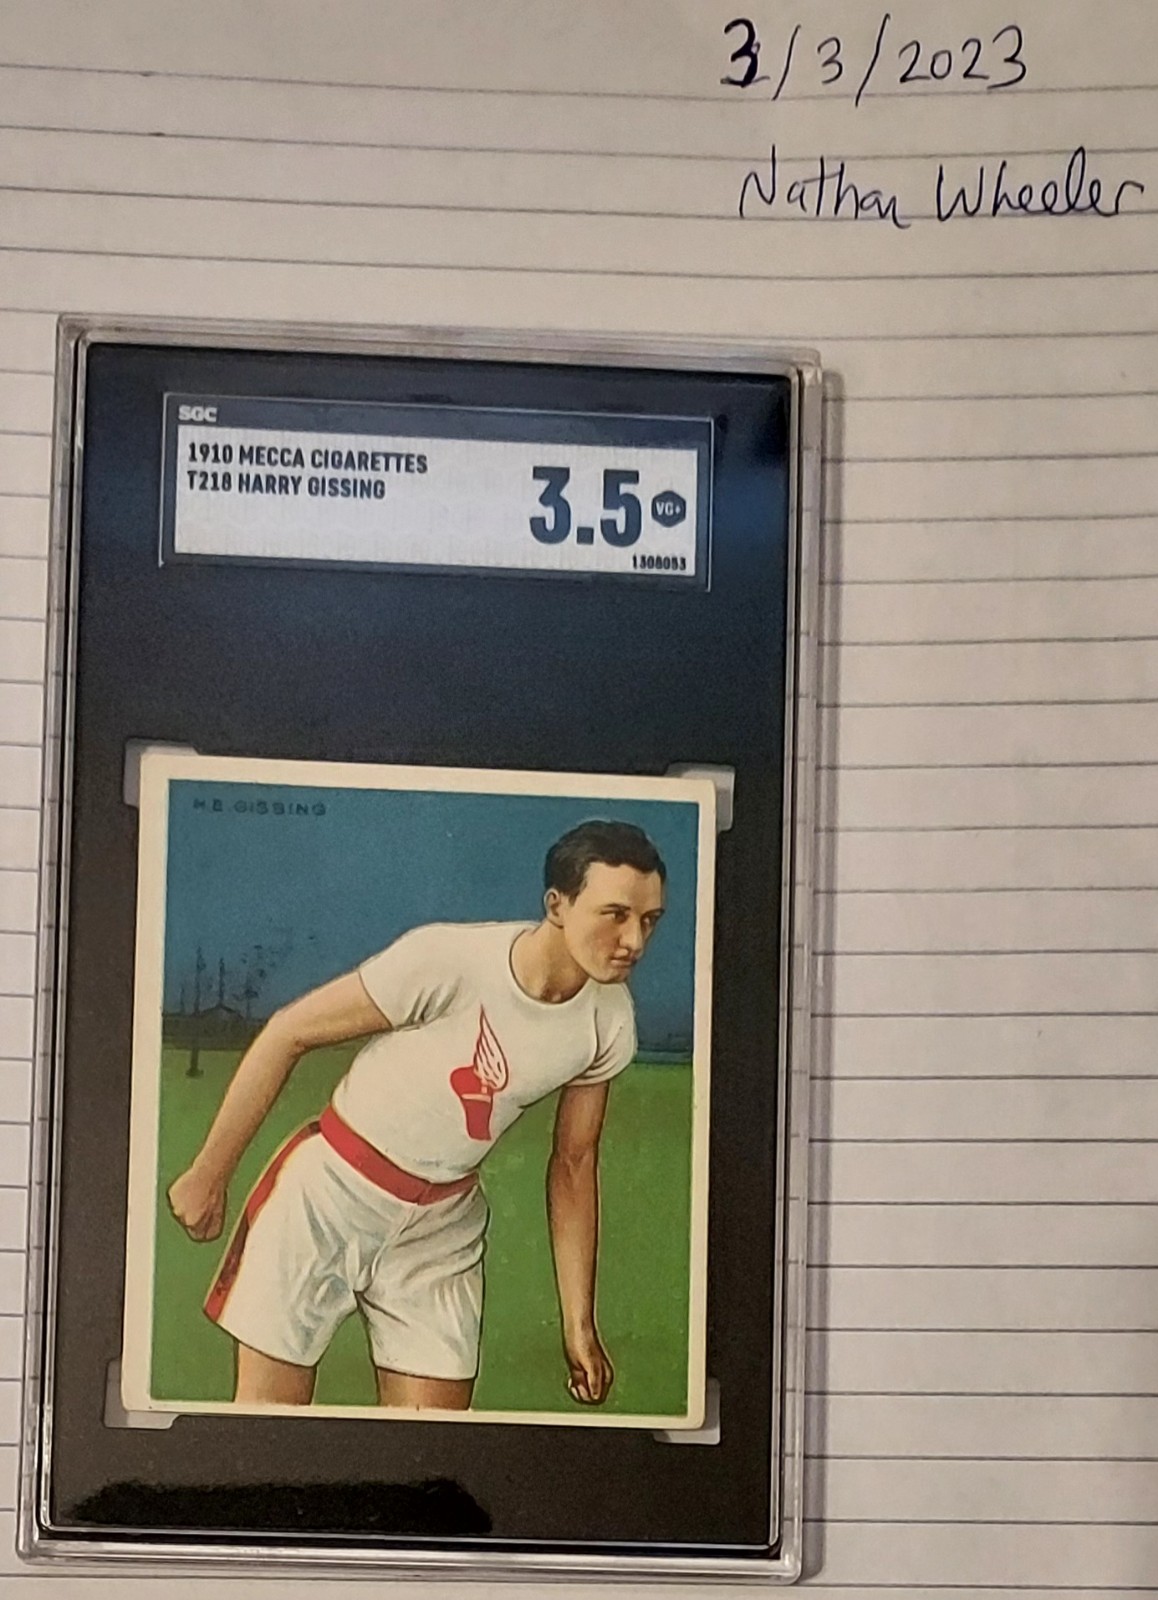 3/3/2023
Nathan Wheeler
SGC
1910 MECCA CIGARETTES
T218 HARRY GISSING
3.5 VG+
1308053
H.B. GISSING